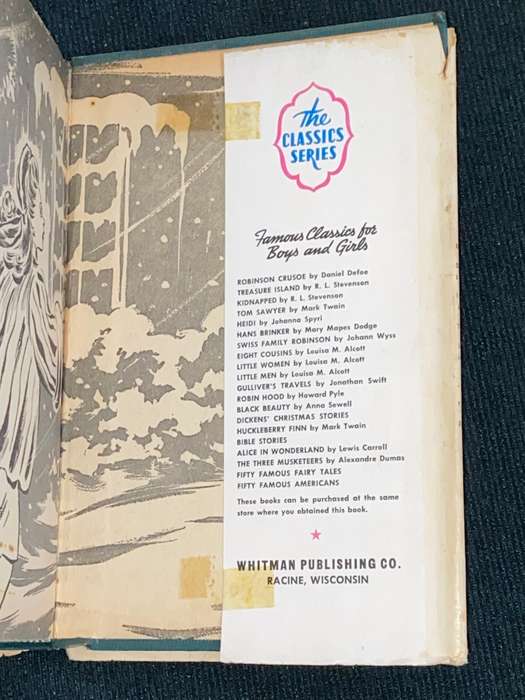 The
CLASSICS
SERIES
Famous Classics for
Boys and Girls
ROBINSON CRUSOE by Daniel Defoe
TREASURE ISLAND by R. L. Stevenson
KIDNAPPED by R. L. Stevenson
TOM SAWYER by Mark Twain
HEIDI by Johanna Spyri
HANS BRINKER by Mary Mapes Dodge
SWISS FAMILY ROBINSON by Johann Wyss
EIGHT COUSINS by Louisa M. Alcott
LITTLE WOMEN by Louisa M. Alcott
LITTLE MEN by Louisa M. Alcott
GULLIVER'S TRAVELS by Jonathan Swift
ROBIN HOOD by Howard Pyle
BLACK BEAUTY by Anna Sewell
DICKENS' CHRISTMAS STORIES
HUCKLEBERRY FINN by Mark Twain
BIBLE STORIES
ALICE IN WONDERLAND by Lewis Carroll
THE THREE MUSKETEERS by Alexandre Dumas
FIFTY FAMOUS FAIRY TALES
FIFTY FAMOUS AMERICANS
These books can be purchased at the same
store where you obtained this book.
WHITMAN PUBLISHING CO.
RACINE, WISCONSIN